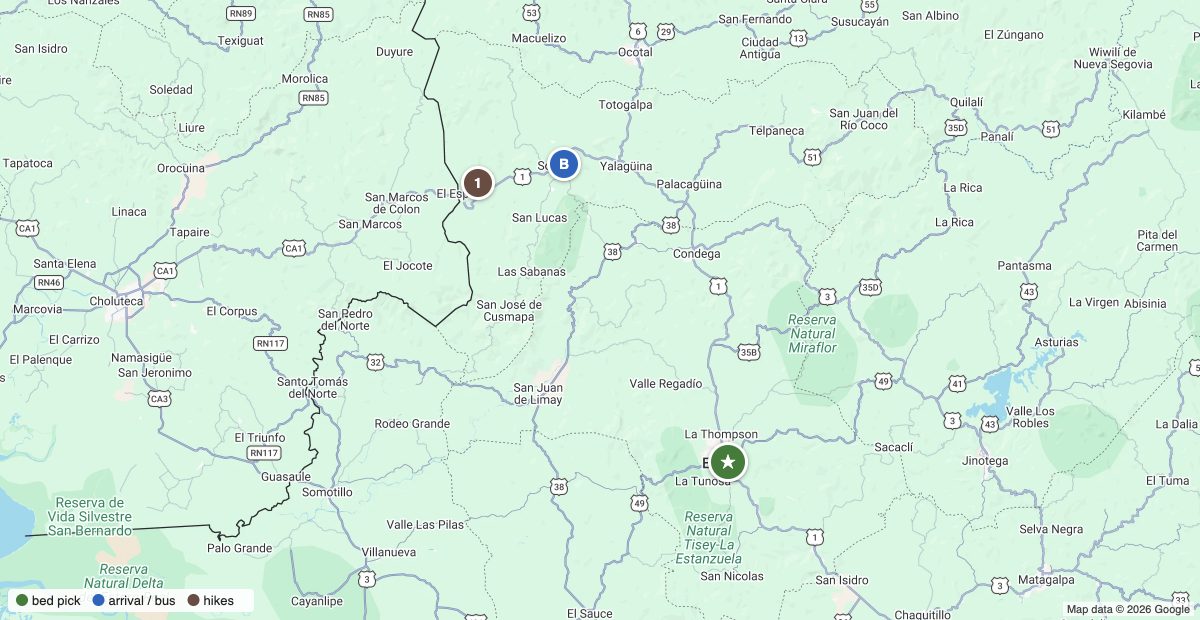 Los Nanzales
RN89
RN85
53
Santa Clara
55
San Fernando
Susucayán
San Albino
Texiguat
San Isidro
Duyure
Macuelizo
6
29
13
Ciudad
Antigua
El Zúngano
Ocotal
Wiwilí de
Nueva Segovia
Morolica
Soledad
RN85
Totogalpa
Quilalí
Kilambé
San Juan del
Río Coco
Liure
Télpaneca
35D
Panalí
51
Tapatoca
Orocuina
51
B
Yalagüina
1
1
Palacagüina
La Rica
San Marcos
de Colon
San Marcos
Linaca
San Lucas
38
La Rica
CA1
Tapaire
CA1
38
Condega
Pita del
Carmen
Santa Elena
CA1
El Jocote
Las Sabanas
Pantasma
RN46
Choluteca
1
3
35D
43
Marcovia
El Corpus
San Pedro
del Norte
San José de
Cusmapa
La Virgen
Abisinia
Reserva
Natural
Miraflor
El Carrizo
RN117
Asturias
El Palenque
Namasigüe
San Jeronimo
32
35B
Santo Tomás
del Norte
San Juan
de Limay
Valle Regadío
49
41
CA3
3
43
Valle Los
Robles
Rodeo Grande
La Dalia
El Triunfo
RN117
La Thompson
Sacaclí
Jinotega
Guasaule
La Tunosa
El Tuma
Somotillo
38
49
Reserva de
Vida Silvestre
San Bernardo
Valle Las Pilas
Reserva
Natural
Tisey-La
Estanzuela
1
Selva Negra
Palo Grande
Villanueva
Reserva
Natural Delta
3
San Nicolas
San Isidro
3
Matagalpa
Cayanlipe
El Sauce
Chaguitillo
33
bed pick
arrival / bus
hikes
Map data © 2026 Google